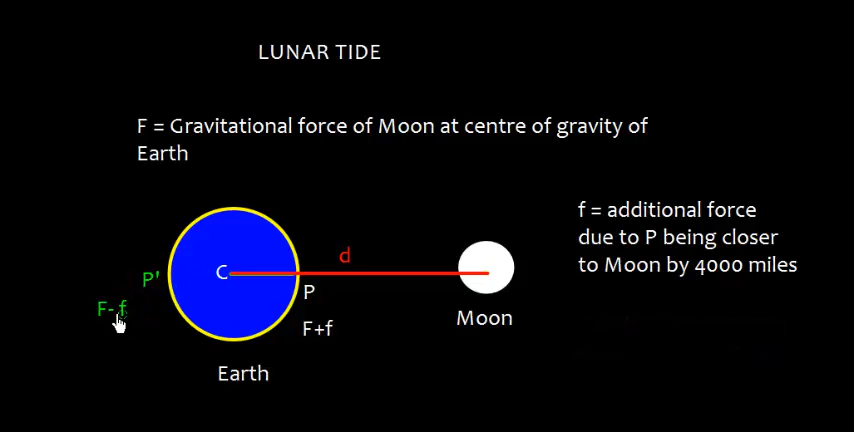 LUNAR TIDE
F = Gravitational force of Moon at centre of gravity of
Earth
f = additional force
due to P being closer
to Moon by 4000 miles
d
C
P'
P
F- f
F+f
Moon
Earth